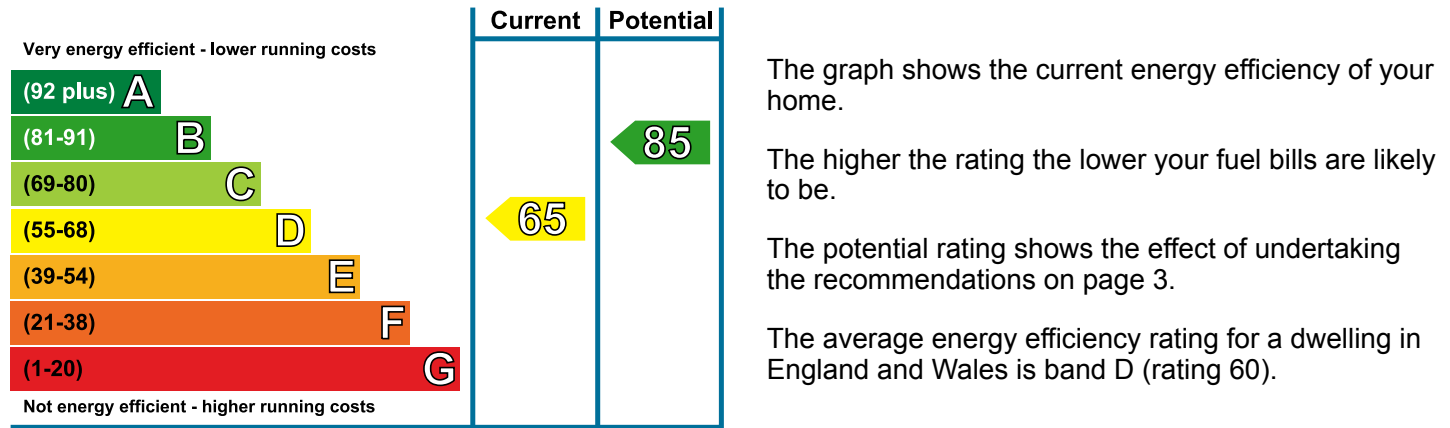 Current Potential
Very energy efficient - lower running costs
(92 plus) A
(81-91) B
85
(69-80) C
(55-68) D
65
(39-54) E
(21-38) F
(1-20) G
Not energy efficient - higher running costs
The graph shows the current energy efficiency of your
home.
The higher the rating the lower your fuel bills are likely
to be.
The potential rating shows the effect of undertaking
the recommendations on page 3.
The average energy efficiency rating for a dwelling in
England and Wales is band D (rating 60).